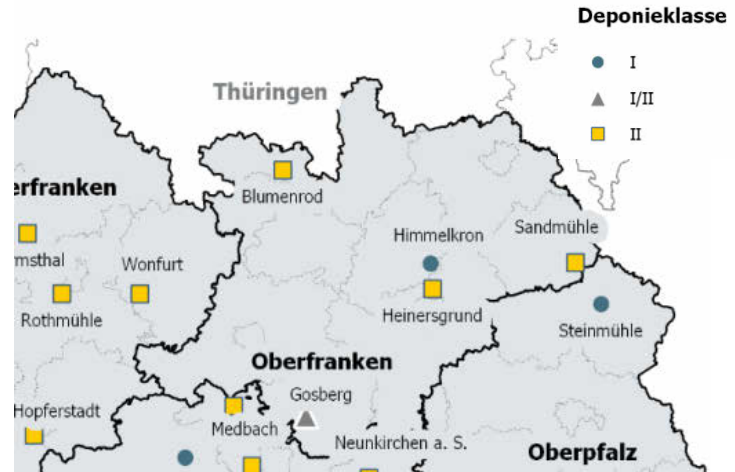 Deponieklasse
I
I/II
II
Thüringen
erfranken
Blumenrod
Sandmühle
Himmelkron
msthal
Wonfurt
Rothmühle
Heinersgrund
Steinmühle
Oberfranken
Gosberg
Hopferstadt
Medbach
Neunkirchen a. S.
Oberpfalz